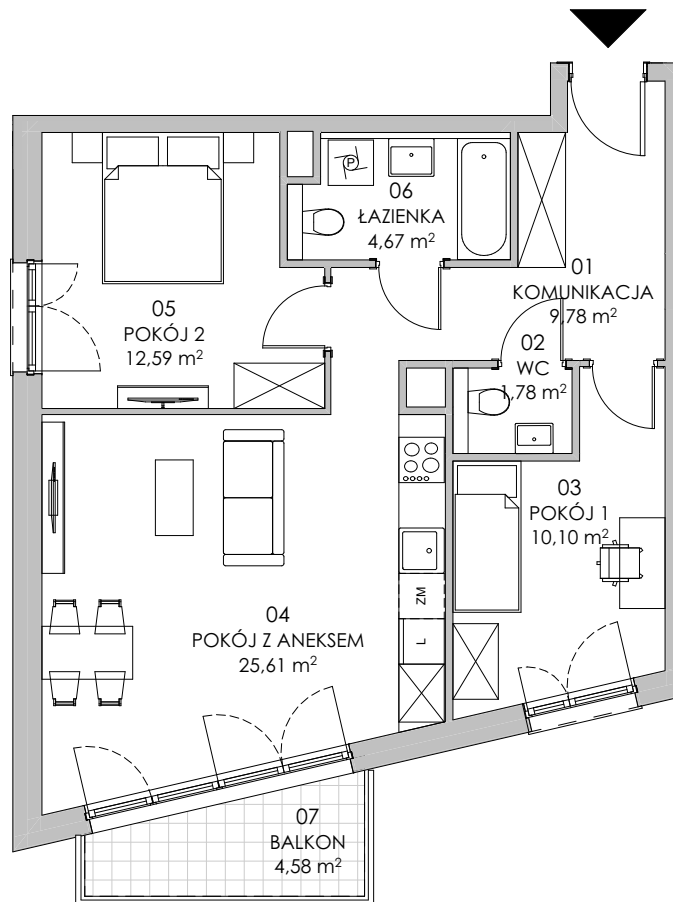 P
06
ŁAZIENKA
4,67 m²
01
KOMUNIKACJA
9,78 m²
05
POKÓJ 2
12,59 m²
02
WC
1,78 m²
03
POKÓJ 1
10,10 m²
ZM
L
04
POKÓJ Z ANEKSEM
25,61 m²
07
BALKON
4,58 m²